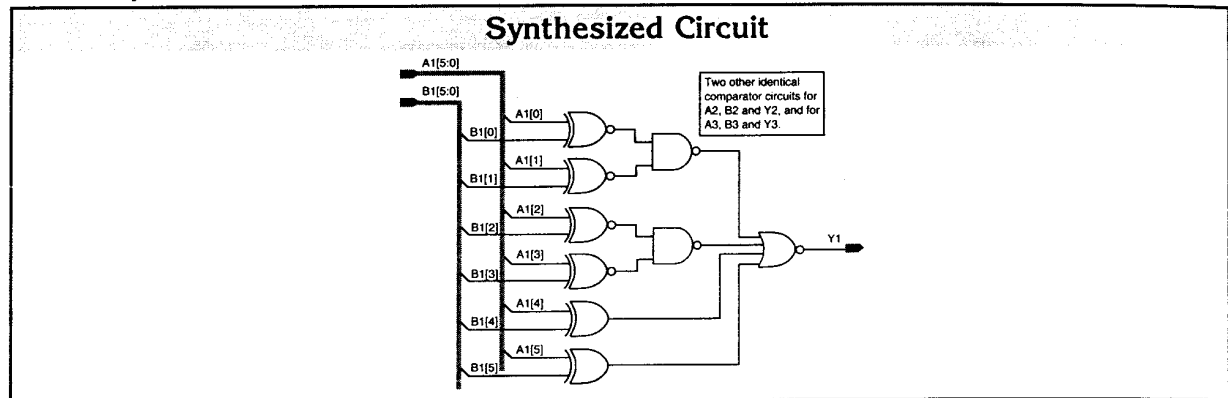 Synthesized Circuit
A1[5:0]
B1[5:0]
Two other identical
comparator circuits for
A2, B2 and Y2, and for
A3, B3 and Y3.
A1[0]
B1[0]
A1[1]
B1[1]
A1[2]
B1[2]
Y1
A1[3]
B1[3]
A1[4]
B1[4]
A1[5]
B1[5]